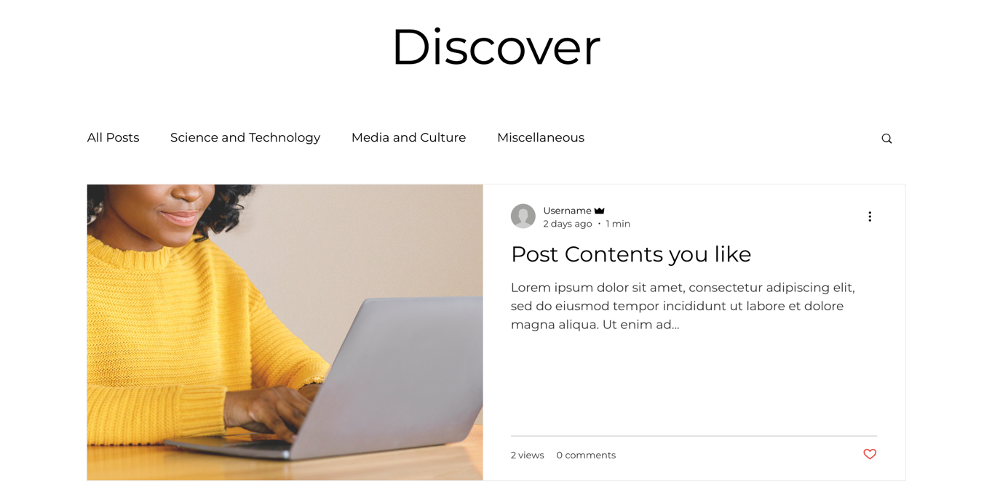 Discover
All Posts
Science and Technology
Media and Culture
Miscellaneous
Username
2 days ago · 1 min
Post Contents you like
Lorem ipsum dolor sit amet, consectetur adipiscing elit,
sed do eiusmod tempor incididunt ut labore et dolore
magna aliqua. Ut enim ad...
2 views
0 comments